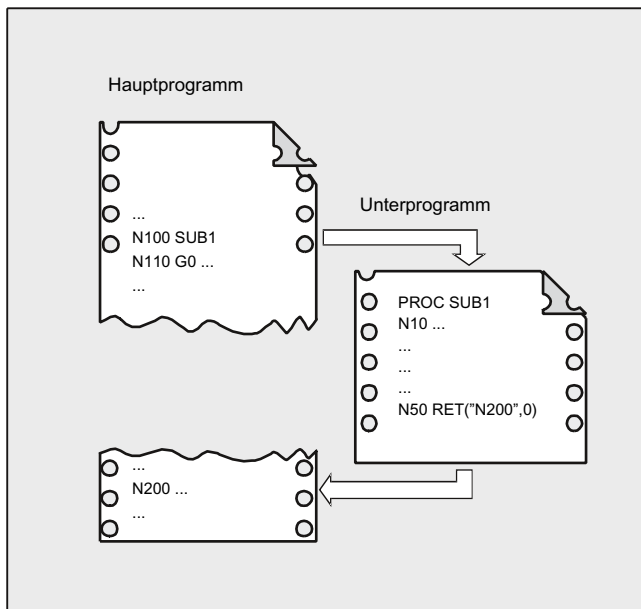 Hauptprogramm
...
N100 SUB1
N110 G0 ...
...
Unterprogramm
PROC SUB1
N10 ...
...
...
...
N50 RET("N200",0)
...
N200 ...
...